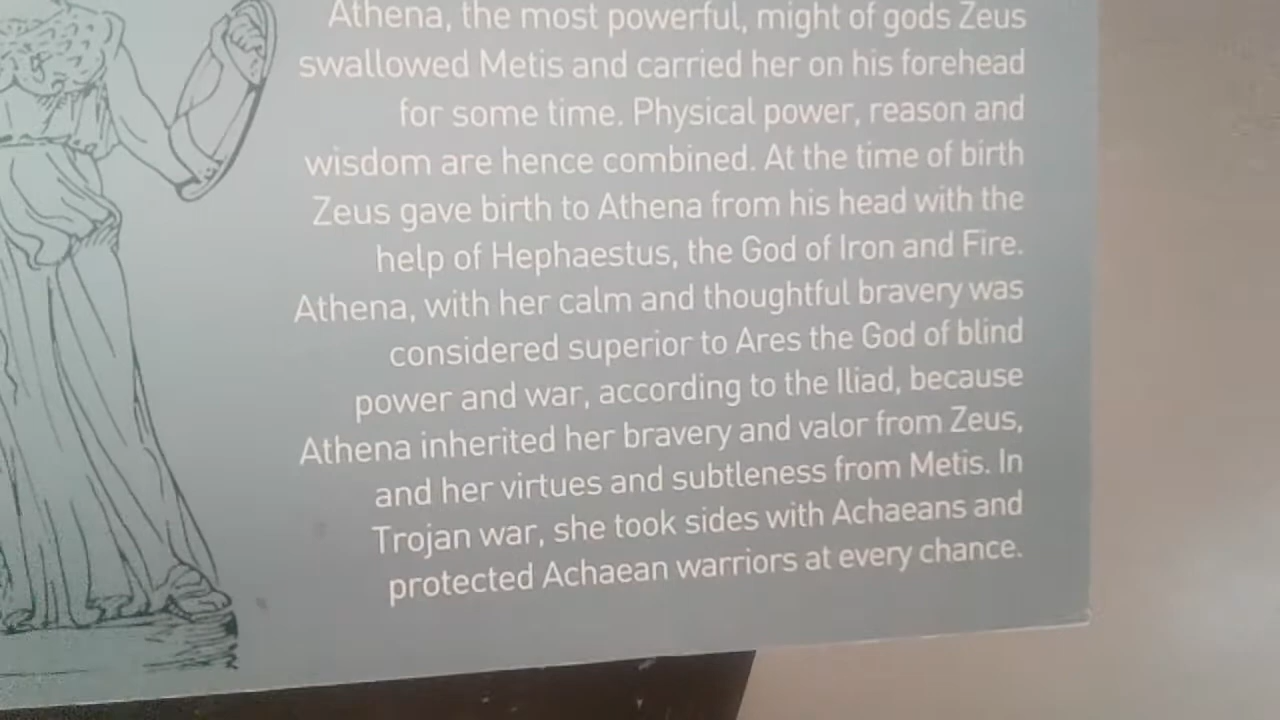 Athena, the most powerful, might of gods Zeus
swallowed Metis and carried her on his forehead
for some time. Physical power, reason and
wisdom are hence combined. At the time of birth
Zeus gave birth to Athena from his head with the
help of Hephaestus, the God of Iron and Fire.
Athena, with her calm and thoughtful bravery was
considered superior to Ares the God of blind
power and war, according to the Iliad, because
Athena inherited her bravery and valor from Zeus,
and her virtues and subtleness from Metis. In
Trojan war, she took sides with Achaeans and
protected Achaean warriors at every chance.